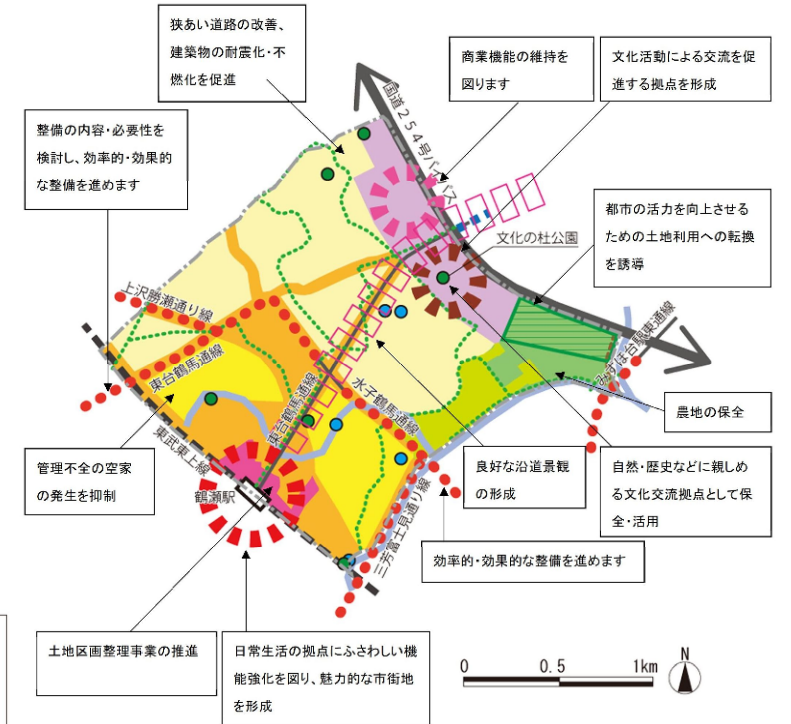 狭あい道路の改善、
建築物の耐震化・不
燃化を促進
商業機能の維持を
図ります
文化活動による交流を促
進する拠点を形成
整備の内容・必要性を
検討し、効率的・効果的
な整備を進めます
国道254号バイパス
都市の活力を向上させる
ための土地利用への転換
を誘導
文化の杜公園
上沢勝瀬通り線
東台鶴馬通線
東台鶴馬通線
水子鶴馬通線
みずほ台駅東通線
農地の保全
管理不全の空家
の発生を抑制
東武東上線
鶴瀬駅
三芳富士見通り線
良好な沿道景観
の形成
自然・歴史などに親しめ
る文化交流拠点として保
全・活用
効率的・効果的な整備を進めます
土地区画整理事業の推進
日常生活の拠点にふさわしい機
能強化を図り、魅力的な市街地
を形成
0 0.5 1km
N